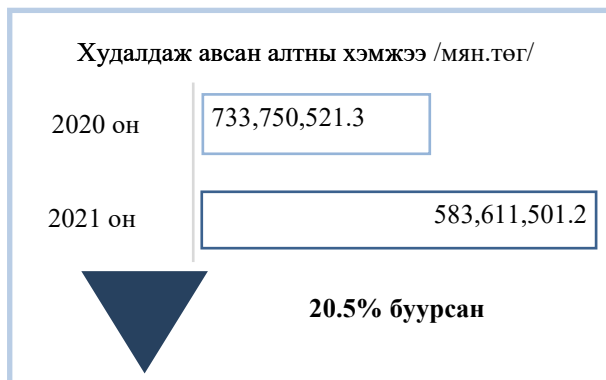 Худалдаж авсан алтны хэмжээ /мян.төг/
2020 он
733,750,521.3
2021 он
583,611,501.2
20.5% буурсан